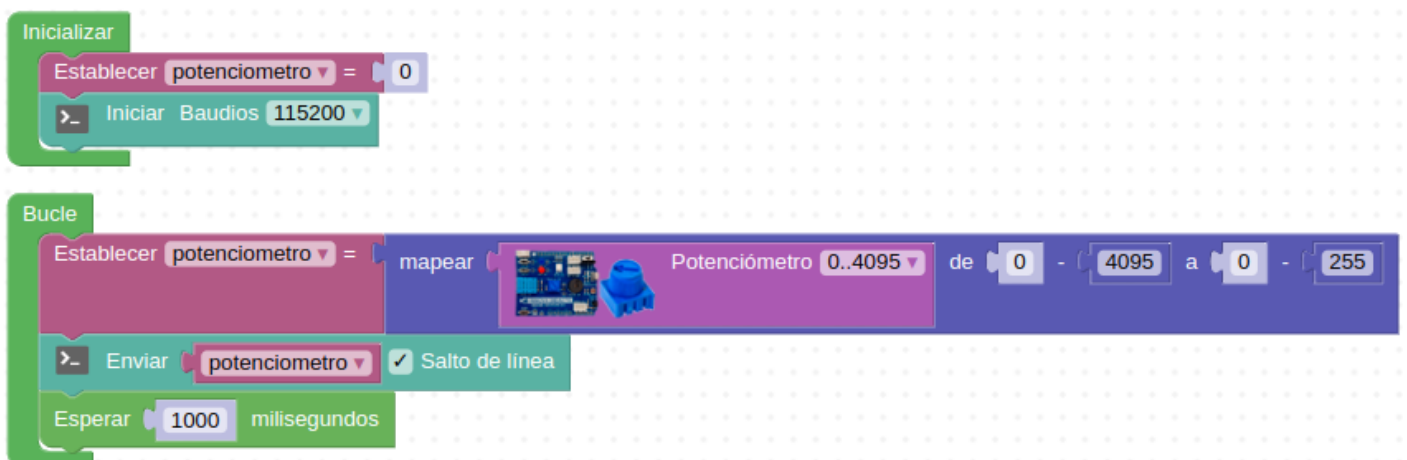 Inicializar
Establecer potenciometro = 0
>_ Iniciar Baudios 115200
Bucle
Establecer potenciometro = mapear Potenciómetro 0..4095 de 0 - 4095 a 0 - 255
>_ Enviar potenciometro ✓ Salto de línea
Esperar 1000 milisegundos